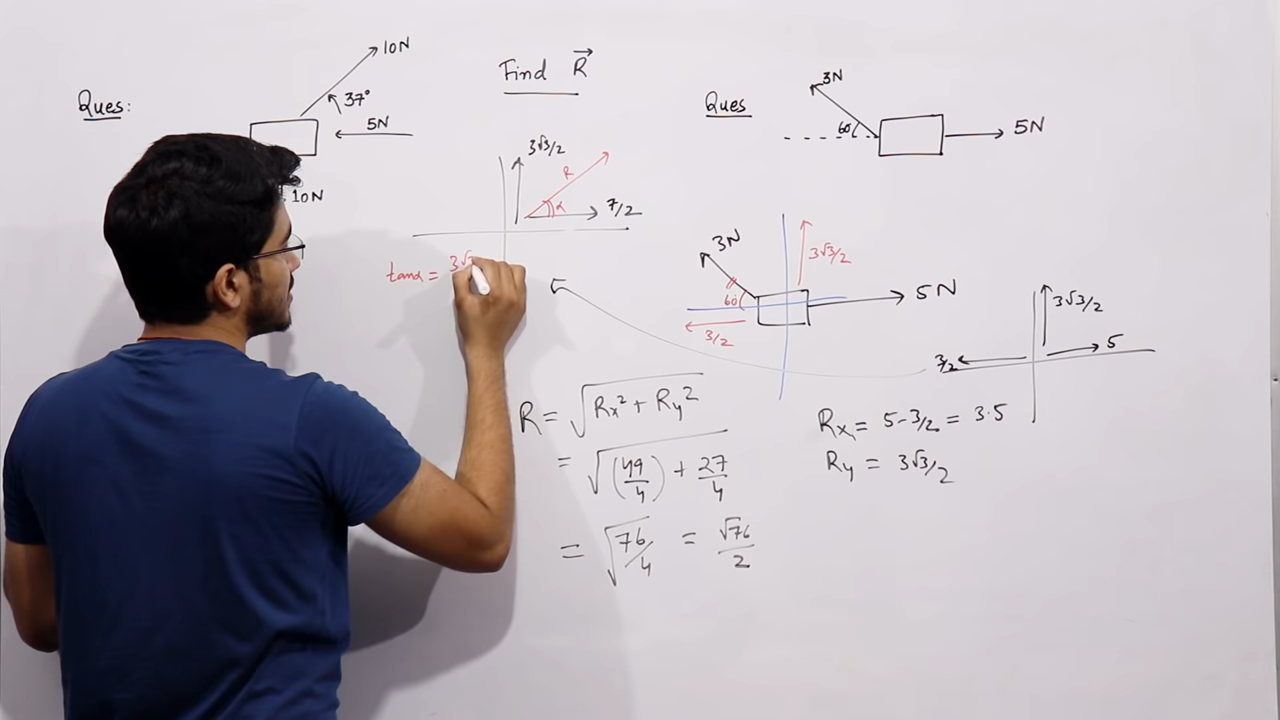 Find R⃗
Ques:
10N
37°
5N
10N
3√3/2
R
α
7/2
tanα = 3√3
Ques
3N
60
5N
3N
60
3√3/2
3/2
5N
3√3/2
3/2
5
Rx = 5-3/2 = 3.5
Ry = 3√3/2
R = √Rx² + Ry²
= √(49/4) + 27/4
= √76/4 = √76/2